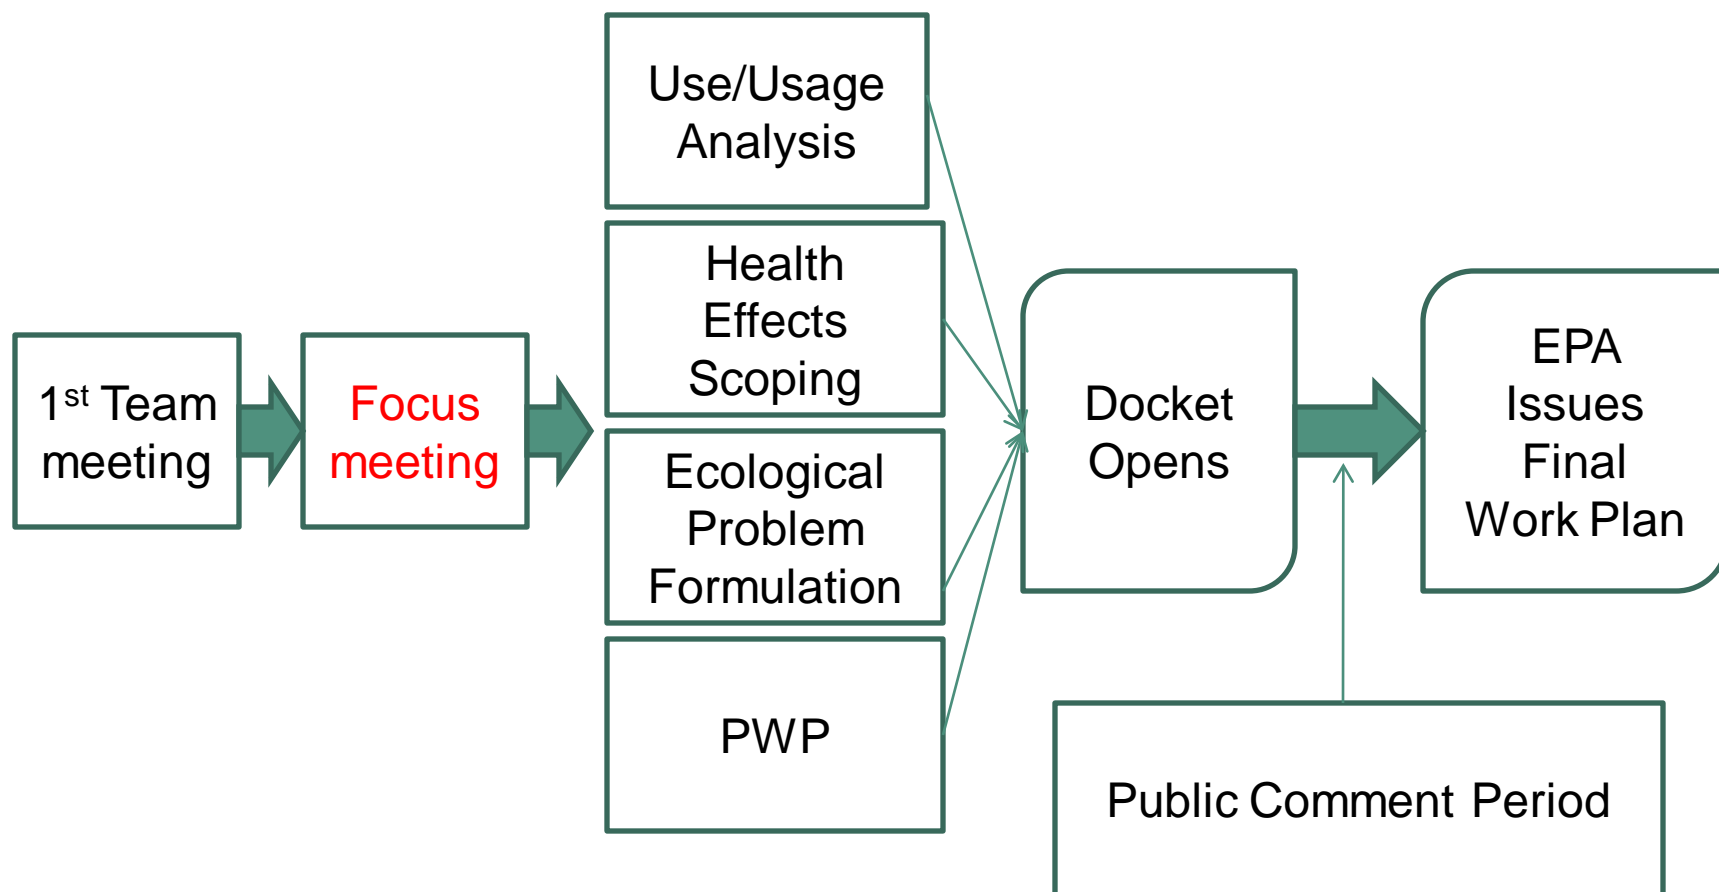 1st Team
meeting
Focus
meeting
Use/Usage
Analysis
Health
Effects
Scoping
Ecological
Problem
Formulation
PWP
Docket
Opens
EPA
Issues
Final
Work Plan
Public Comment Period